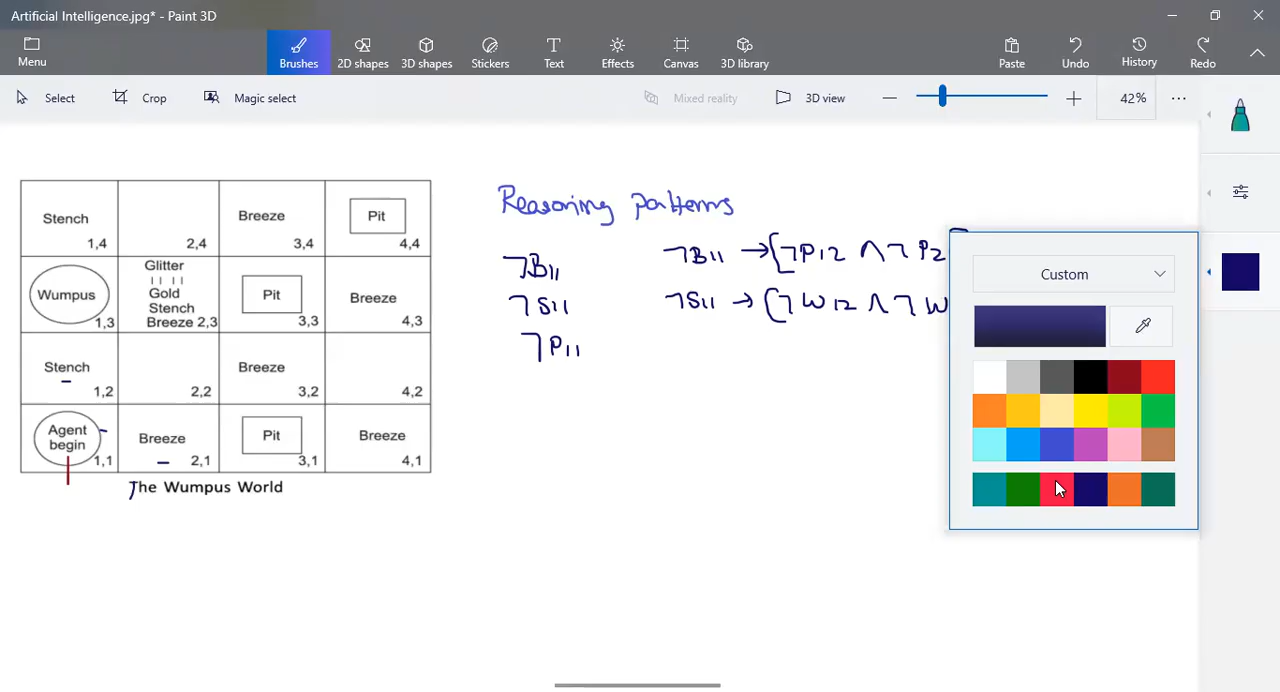 Artificial Intelligence.jpg* - Paint 3D
Menu Brushes 2D shapes 3D shapes Stickers Text Effects Canvas 3D library Paste Undo History Redo
Select Crop Magic select Mixed reality 3D view 42%
Stench 1,4 2,4 Breeze 3,4 Pit 4,4
Wumpus 1,3 Glitter Gold Stench Breeze 2,3 Pit 3,3 Breeze 4,3
Stench 1,2 2,2 Breeze 3,2 4,2
Agent begin 1,1 Breeze 2,1 Pit 3,1 Breeze 4,1
The Wumpus World
Reasoning patterns
¬B11 ¬B11 → [¬P12 ∧ ¬P2
¬S11 ¬S11 → [¬W12 ∧ ¬W
¬P11
Custom